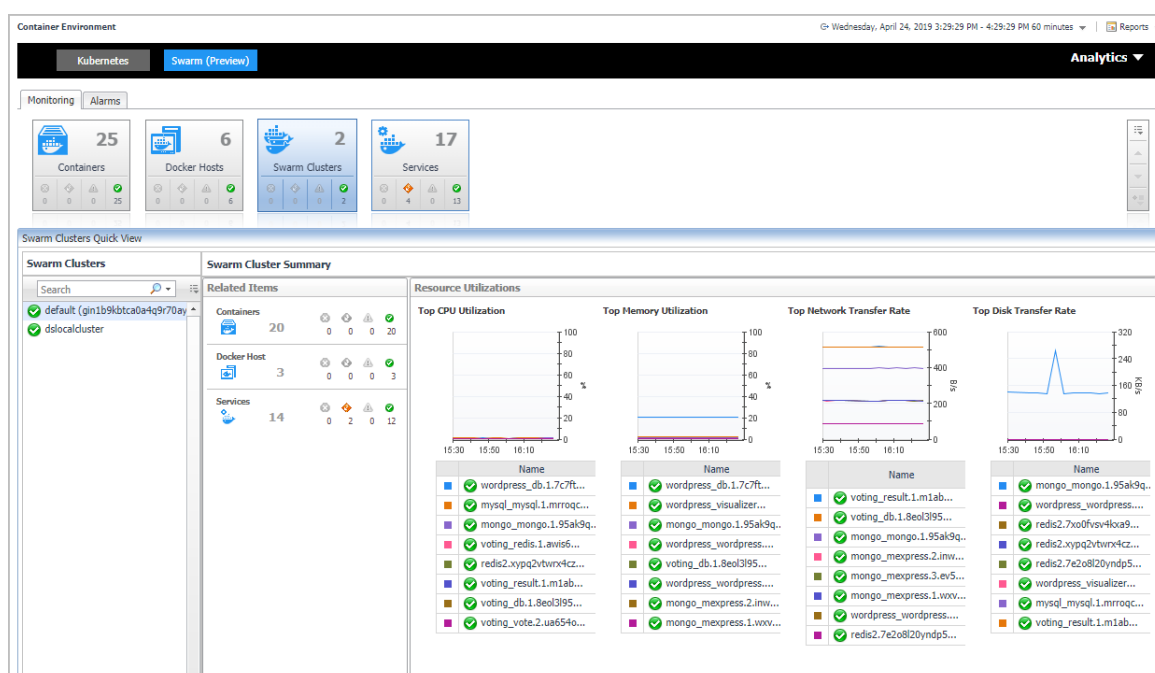 Container Environment
Wednesday, April 24, 2019 3:29:29 PM - 4:29:29 PM 60 minutes
Reports
Kubernetes
Swarm (Preview)
Analytics
Monitoring
Alarms
25
Containers
0 0 0 25
6
Docker Hosts
0 0 0 6
2
Swarm Clusters
0 0 0 2
17
Services
0 4 0 13
Swarm Clusters Quick View
Swarm Clusters
Search
default (gin1b9kbtca0a4q9r70ay
dslocalcluster
Swarm Cluster Summary
Related Items
Containers
20
0 0 0 20
Docker Host
3
0 0 0 3
Services
14
0 2 0 12
Resource Utilizations
Top CPU Utilization
100
80
60
40
20
0
%
15:30 15:50 16:10
Name
wordpress_db.1.7c7ft...
mysql_mysql.1.mrroqc...
mongo_mongo.1.95ak9q..
voting_redis.1.awis6...
redis2.xypq2vtwrx4cz...
voting_result.1.m1ab...
voting_db.1.8eol3l95...
voting_vote.2.ua654o...
Top Memory Utilization
100
80
60
40
20
0
%
15:30 15:50 16:10
Name
wordpress_db.1.7c7ft...
wordpress_visualizer...
mongo_mongo.1.95ak9q..
wordpress_wordpress....
voting_db.1.8eol3l95...
wordpress_wordpress....
mongo_mexpress.2.inw...
mongo_mexpress.1.wxv...
Top Network Transfer Rate
600
400
200
0
B/s
15:30 15:50 16:10
Name
voting_result.1.m1ab...
voting_db.1.8eol3l95...
mongo_mongo.1.95ak9q..
mongo_mexpress.2.inw...
mongo_mexpress.3.ev5...
mongo_mexpress.1.wxv...
wordpress_wordpress....
redis2.7e2o8l20yndp5...
Top Disk Transfer Rate
320
240
160
80
0
KB/s
15:30 15:50 16:10
Name
mongo_mongo.1.95ak9q..
wordpress_wordpress....
redis2.7xo0fvsv4kxa9...
redis2.xypq2vtwrx4cz...
redis2.7e2o8l20yndp5...
wordpress_visualizer...
mysql_mysql.1.mrroqc...
voting_result.1.m1ab...